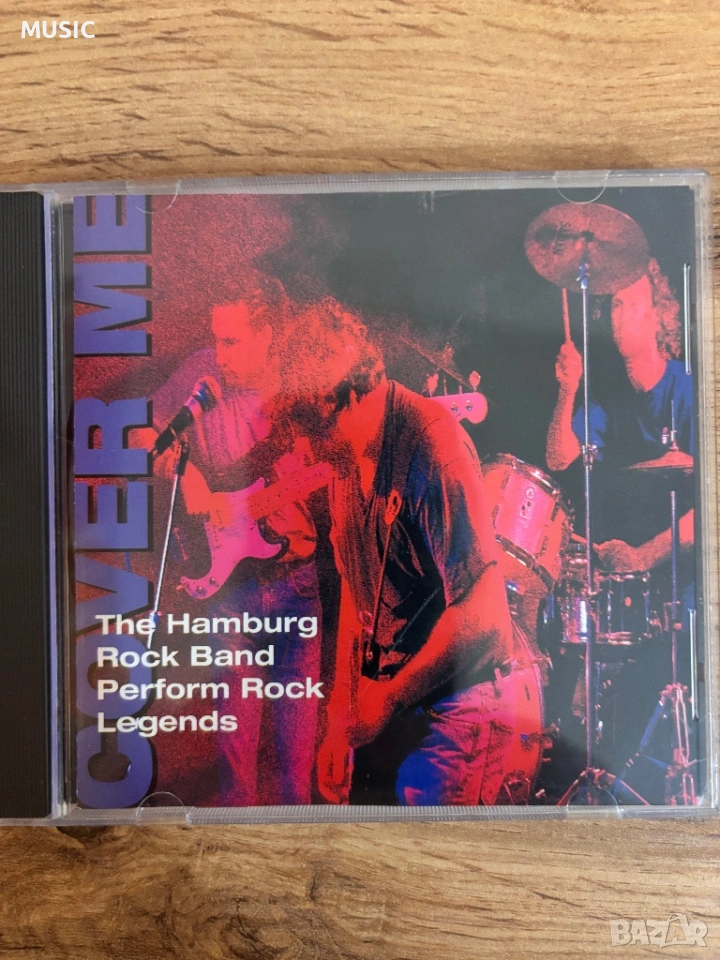 MUSIC
COVER ME
The Hamburg
Rock Band
Perform Rock
Legends
BAZAR